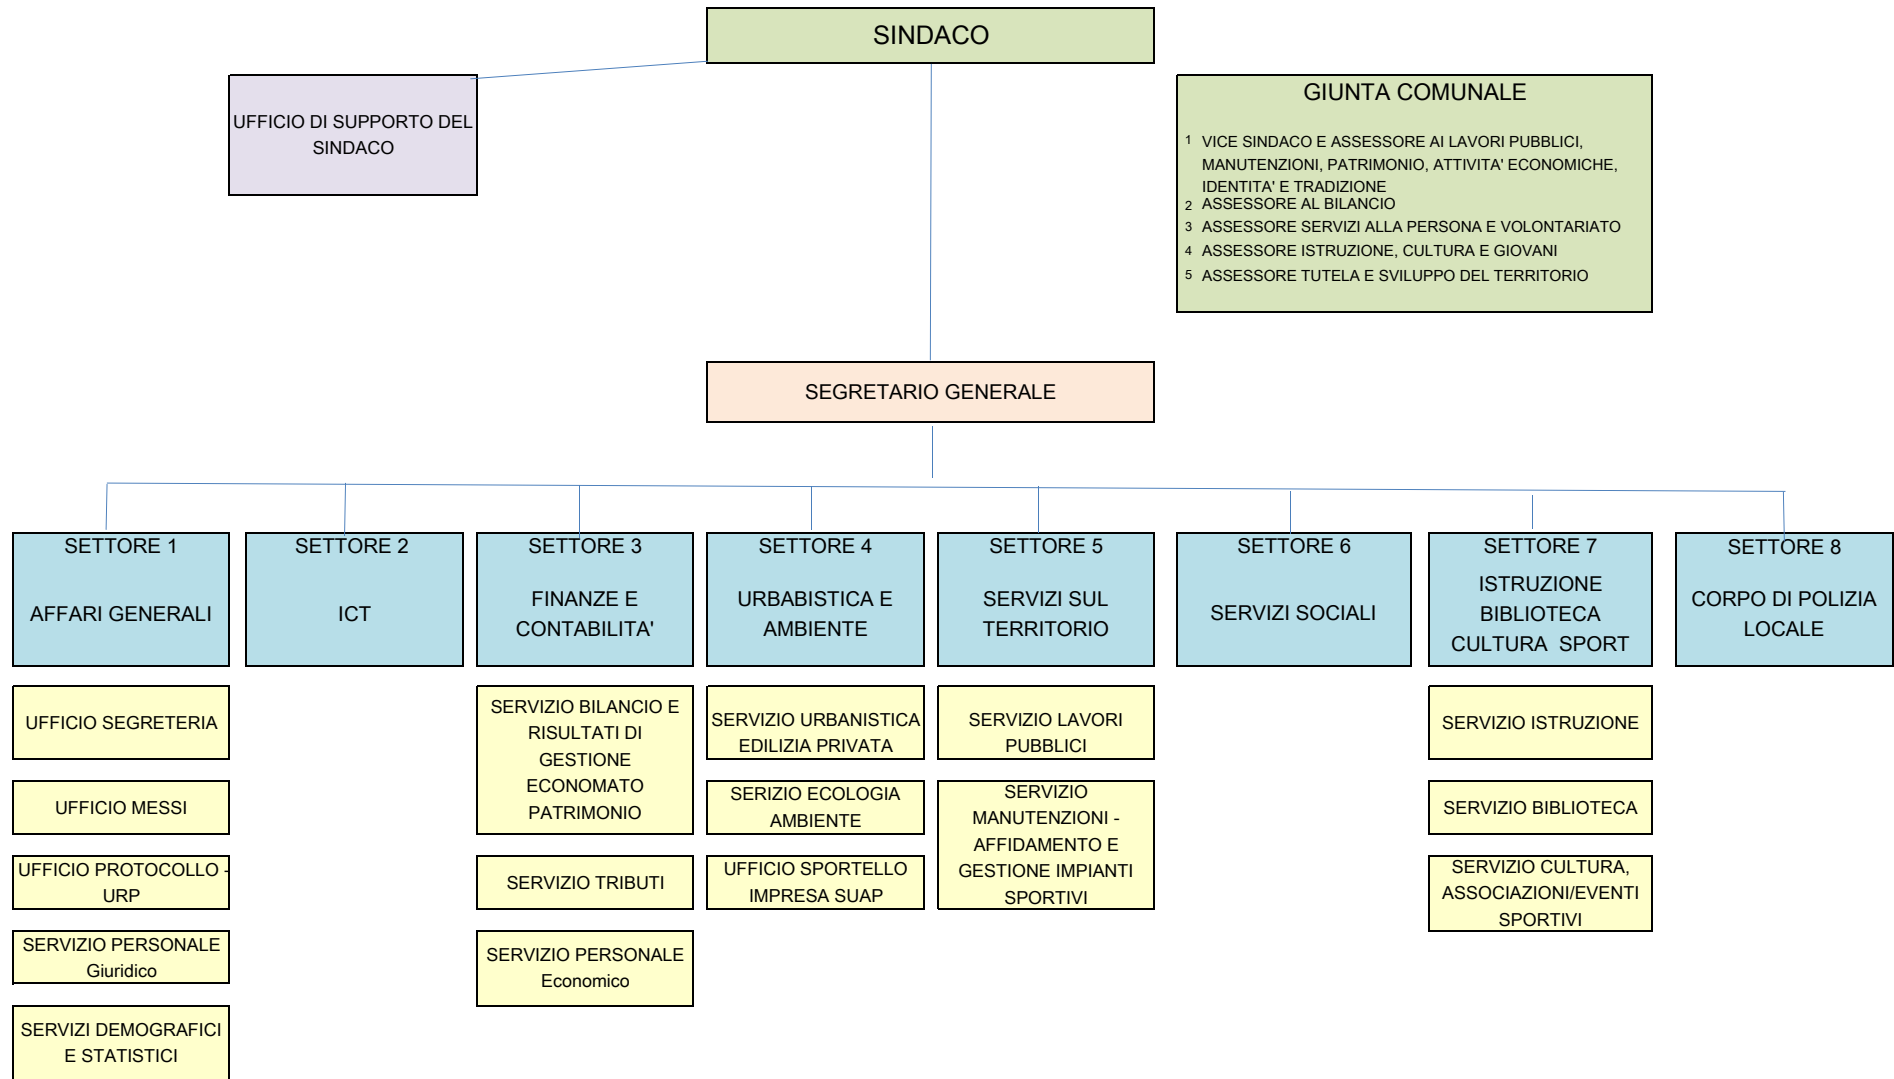 SINDACO
UFFICIO DI SUPPORTO DEL
SINDACO
GIUNTA COMUNALE
1 VICE SINDACO E ASSESSORE AI LAVORI PUBBLICI,
MANUTENZIONI, PATRIMONIO, ATTIVITA' ECONOMICHE,
IDENTITA' E TRADIZIONE
2 ASSESSORE AL BILANCIO
3 ASSESSORE SERVIZI ALLA PERSONA E VOLONTARIATO
4 ASSESSORE ISTRUZIONE, CULTURA E GIOVANI
5 ASSESSORE TUTELA E SVILUPPO DEL TERRITORIO
SEGRETARIO GENERALE
SETTORE 1
AFFARI GENERALI
SETTORE 2
ICT
SETTORE 3
FINANZE E
CONTABILITA'
SETTORE 4
URBABISTICA E
AMBIENTE
SETTORE 5
SERVIZI SUL
TERRITORIO
SETTORE 6
SERVIZI SOCIALI
SETTORE 7
ISTRUZIONE
BIBLIOTECA
CULTURA SPORT
SETTORE 8
CORPO DI POLIZIA
LOCALE
UFFICIO SEGRETERIA
UFFICIO MESSI
UFFICIO PROTOCOLLO -
URP
SERVIZIO PERSONALE
Giuridico
SERVIZI DEMOGRAFICI
E STATISTICI
SERVIZIO BILANCIO E
RISULTATI DI
GESTIONE
ECONOMATO
PATRIMONIO
SERVIZIO TRIBUTI
SERVIZIO PERSONALE
Economico
SERVIZIO URBANISTICA
EDILIZIA PRIVATA
SERIZIO ECOLOGIA
AMBIENTE
UFFICIO SPORTELLO
IMPRESA SUAP
SERVIZIO LAVORI
PUBBLICI
SERVIZIO
MANUTENZIONI -
AFFIDAMENTO E
GESTIONE IMPIANTI
SPORTIVI
SERVIZIO ISTRUZIONE
SERVIZIO BIBLIOTECA
SERVIZIO CULTURA,
ASSOCIAZIONI/EVENTI
SPORTIVI